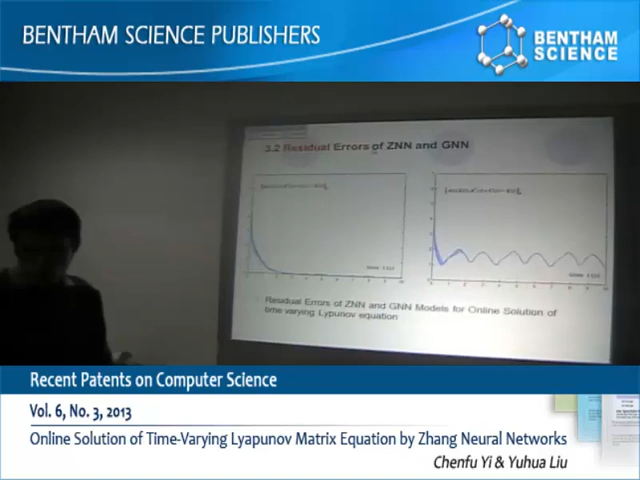 BENTHAM SCIENCE PUBLISHERS
BENTHAM
SCIENCE
3.2 Residual Errors of ZNN and GNN
Residual Errors of ZNN and GNN Models for Online Solution of
time varying Lypunov equation
Recent Patents on Computer Science
Vol. 6, No. 3, 2013
Online Solution of Time-Varying Lyapunov Matrix Equation by Zhang Neural Networks
Chenfu Yi & Yuhua Liu